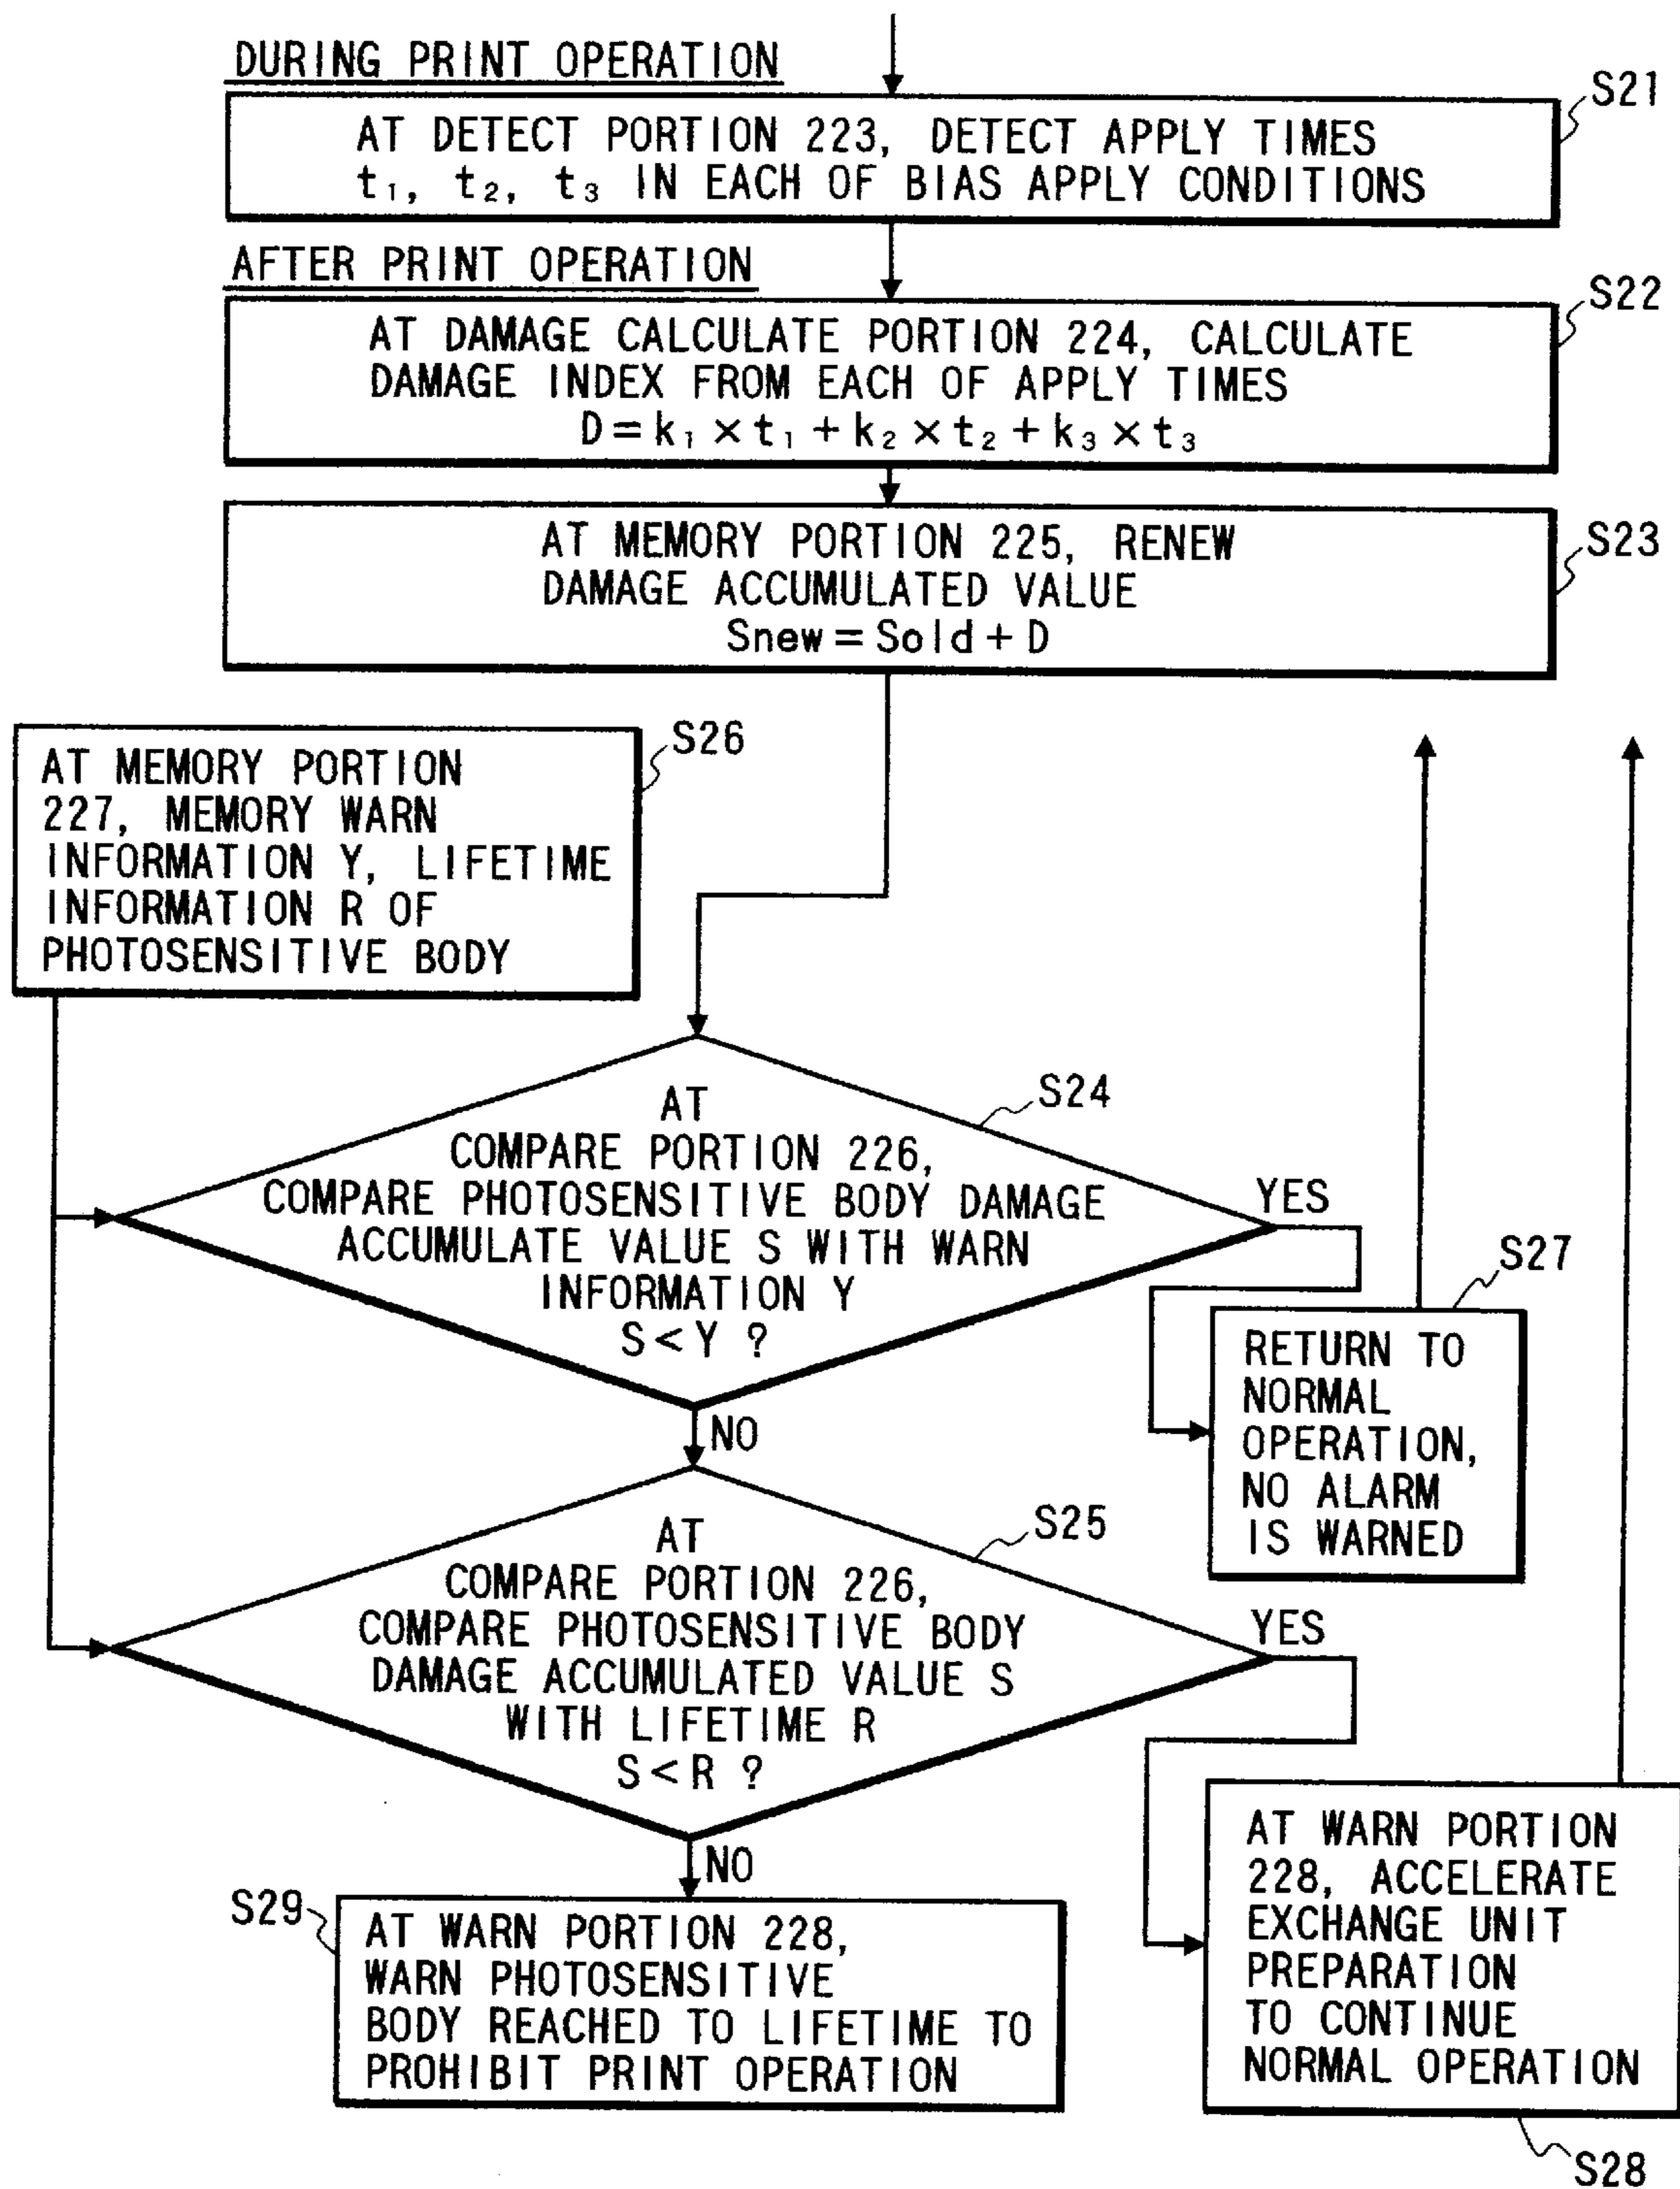 DURING PRINT OPERATION
S21
AT DETECT PORTION 223, DETECT APPLY TIMES
t₁, t₂, t₃ IN EACH OF BIAS APPLY CONDITIONS
AFTER PRINT OPERATION
S22
AT DAMAGE CALCULATE PORTION 224, CALCULATE
DAMAGE INDEX FROM EACH OF APPLY TIMES
D=k₁×t₁+k₂×t₂+k₃×t₃
S23
AT MEMORY PORTION 225, RENEW
DAMAGE ACCUMULATED VALUE
Snew=Sold+D
S26
AT MEMORY PORTION
227, MEMORY WARN
INFORMATION Y, LIFETIME
INFORMATION R OF
PHOTOSENSITIVE BODY
S24
AT
COMPARE PORTION 226,
COMPARE PHOTOSENSITIVE BODY DAMAGE
ACCUMULATE VALUE S WITH WARN
INFORMATION Y
S<Y ?
YES
NO
S27
RETURN TO
NORMAL
OPERATION,
NO ALARM
IS WARNED
S25
AT
COMPARE PORTION 226,
COMPARE PHOTOSENSITIVE BODY
DAMAGE ACCUMULATED VALUE S
WITH LIFETIME R
S<R ?
YES
NO
S29
AT WARN PORTION 228,
WARN PHOTOSENSITIVE
BODY REACHED TO LIFETIME TO
PROHIBIT PRINT OPERATION
AT WARN PORTION
228, ACCELERATE
EXCHANGE UNIT
PREPARATION
TO CONTINUE
NORMAL OPERATION
S28